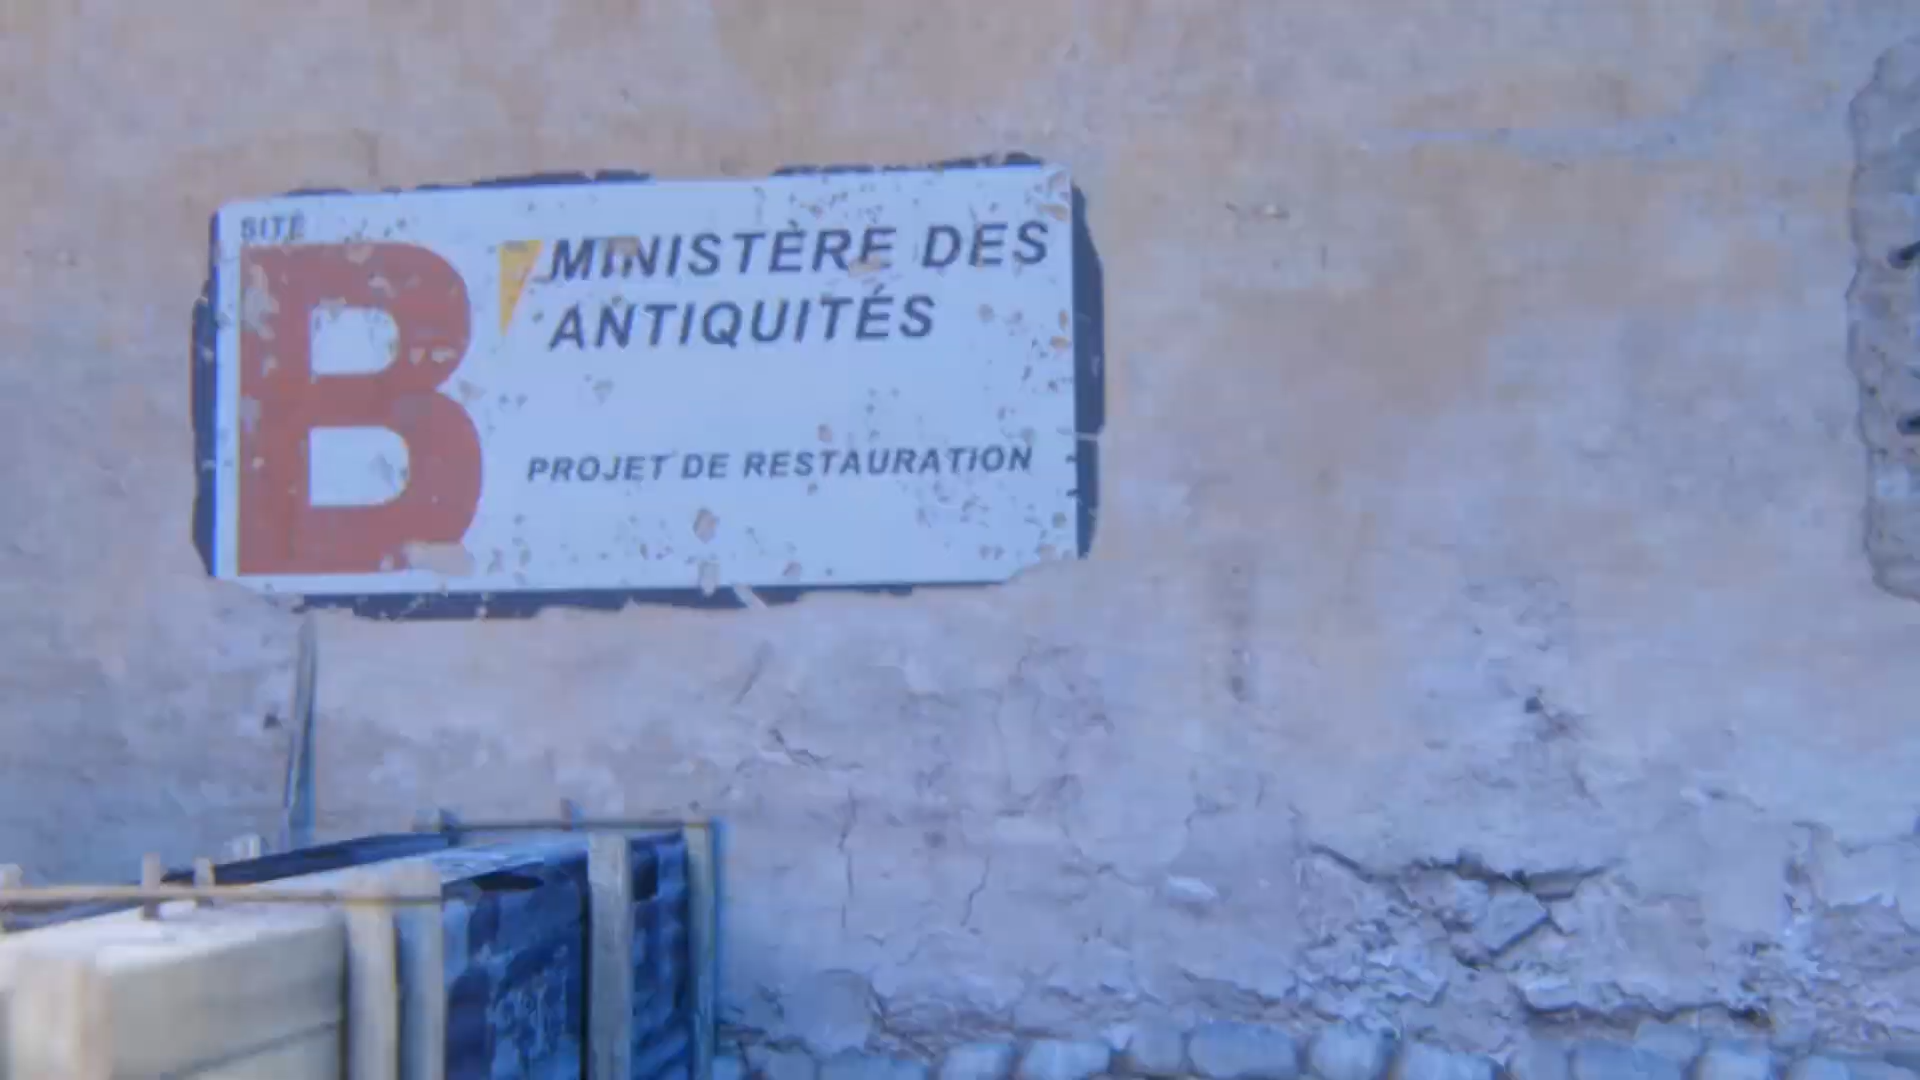 SITE
B
MINISTÈRE DES
ANTIQUITÉS
PROJET DE RESTAURATION